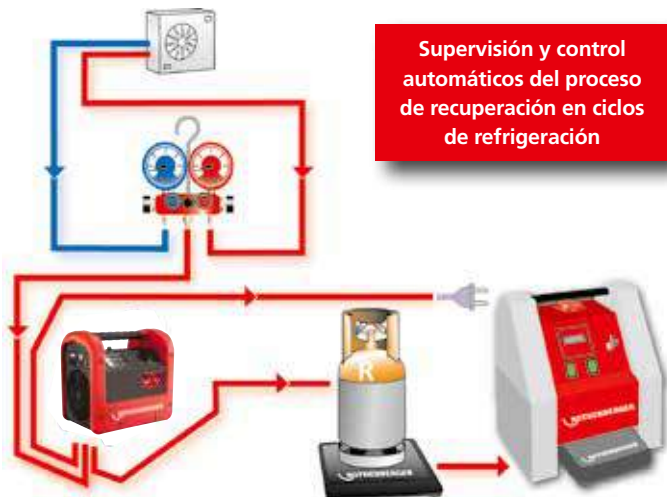 Supervisión y control
automáticos del proceso
de recuperación en ciclos
de refrigeración
R
ROTHENBERGER
ROTHENBERGER
ROTHENBERGER